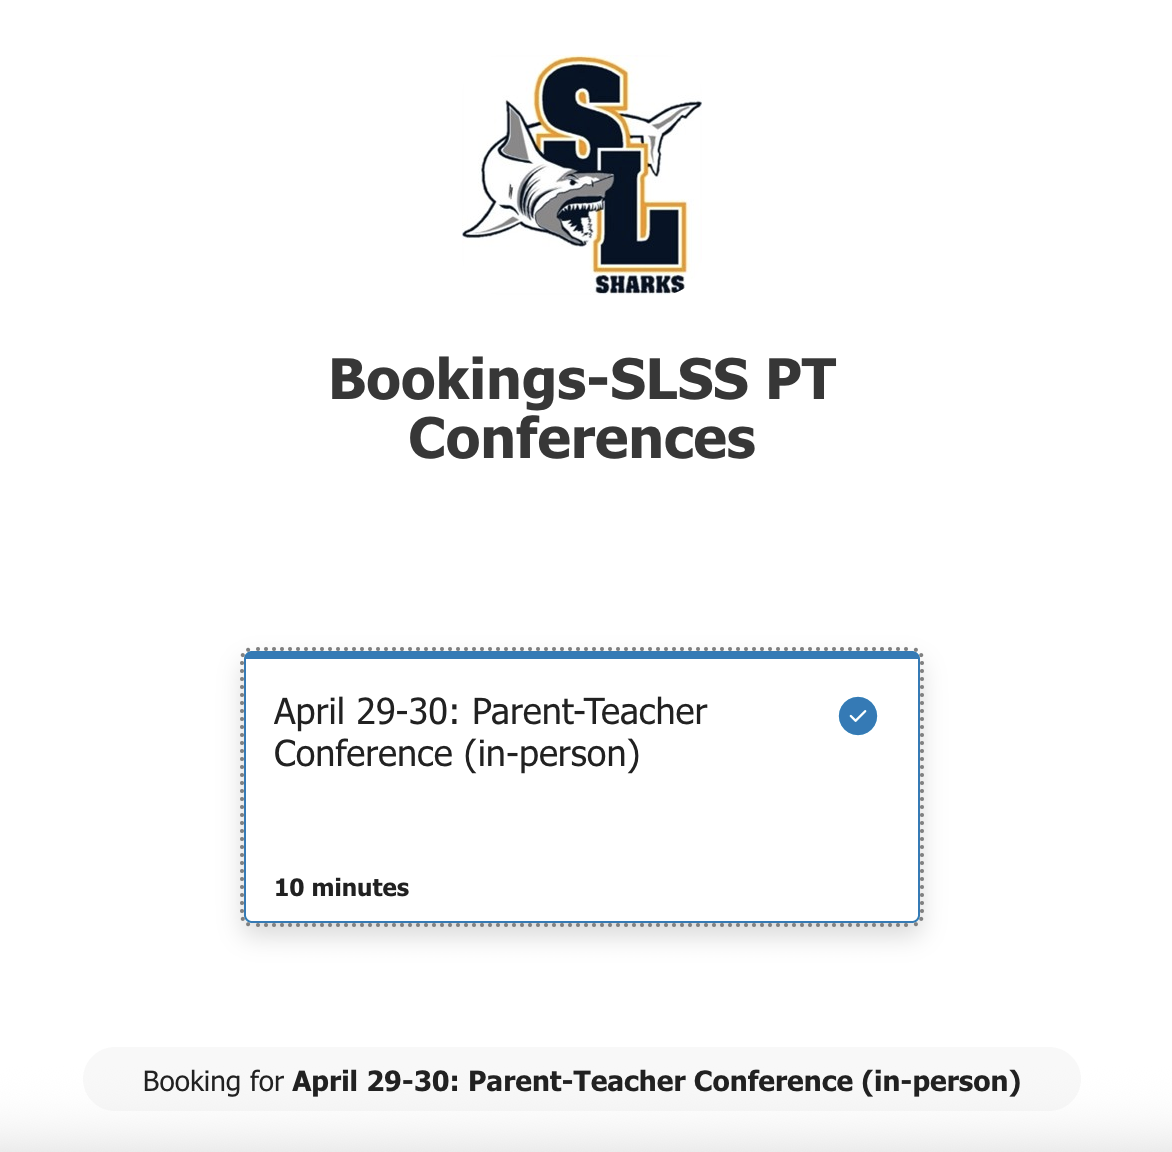 SL
SHARKS
Bookings-SLSS PT
Conferences
April 29-30: Parent-Teacher
Conference (in-person)
10 minutes
Booking for April 29-30: Parent-Teacher Conference (in-person)